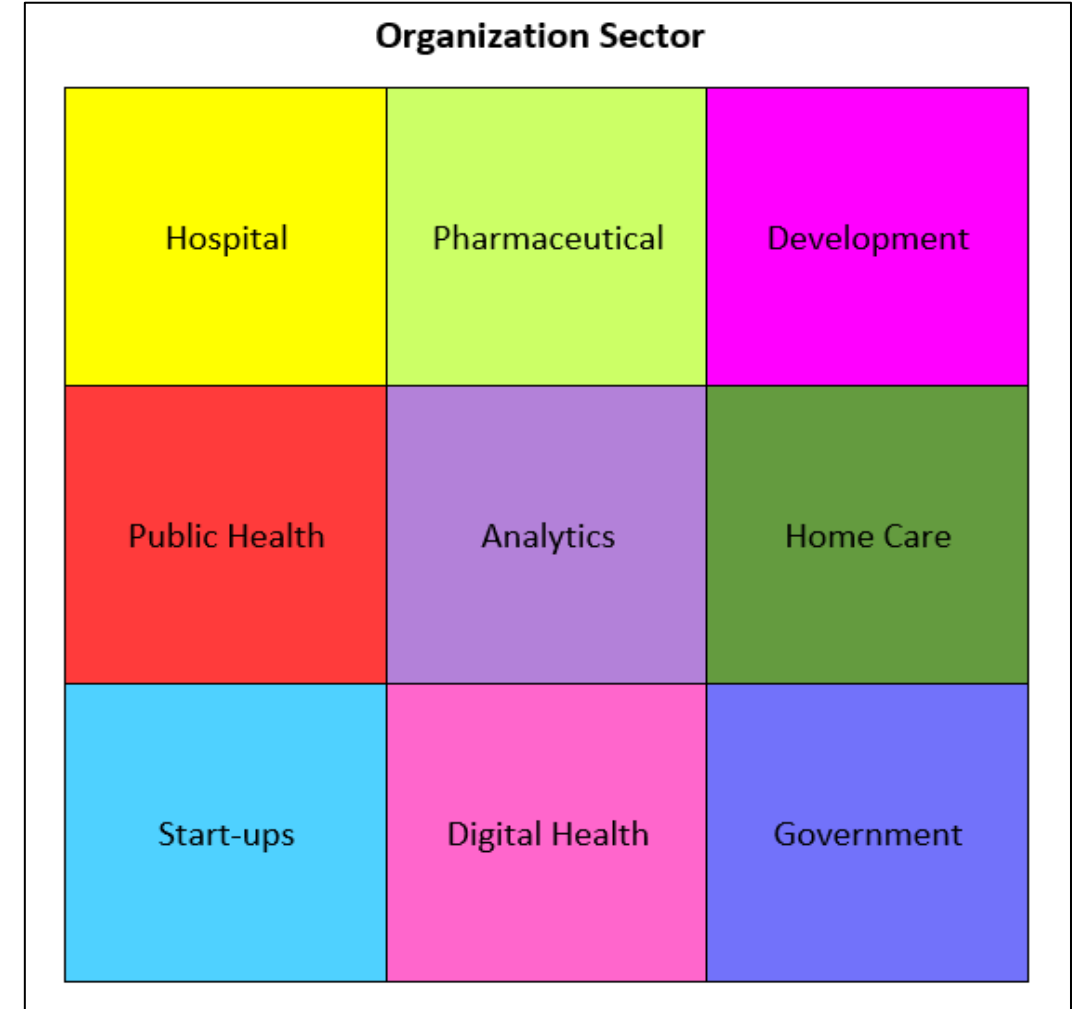 Organization Sector
Hospital
Pharmaceutical
Development
Public Health
Analytics
Home Care
Start-ups
Digital Health
Government